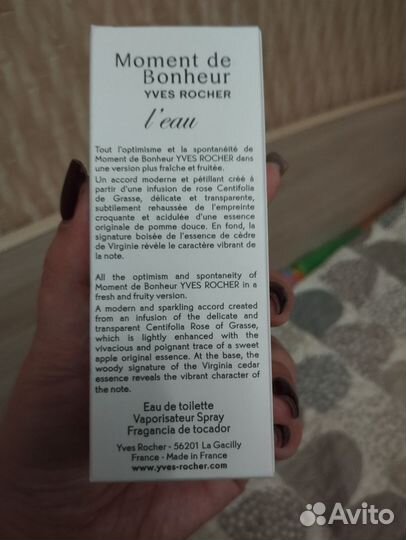 Moment de
Bonheur
YVES ROCHER
l'eau
Tout l'optimisme et la spontanéité de
Moment de Bonheur YVES ROCHER dans
une version plus fraîche et fruitée.
Un accord moderne et pétillant créé à
partir d'une infusion de rose Centifolia
de Grasse, délicate et transparente,
subtilement rehaussée de l'empreinte
croquante et acidulée d'une essence
originale de pomme douce. En fond, la
signature boisée de l'essence de cèdre
de Virginie révèle le caractère vibrant de
la note.
All the optimism and spontaneity of
Moment de Bonheur YVES ROCHER in a
fresh and fruity version.
A modern and sparkling accord created
from an infusion of the delicate and
transparent Centifolia Rose of Grasse,
which is lightly enhanced with the
vivacious and poignant trace of a sweet
apple original essence. At the base, the
woody signature of the Virginia cedar
essence reveals the vibrant character of
the note.
Eau de toilette
Vaporisateur Spray
Fragancia de tocador
Yves Rocher - 56201 La Gacilly
France - Made in France
www.yves-rocher.com
Avito